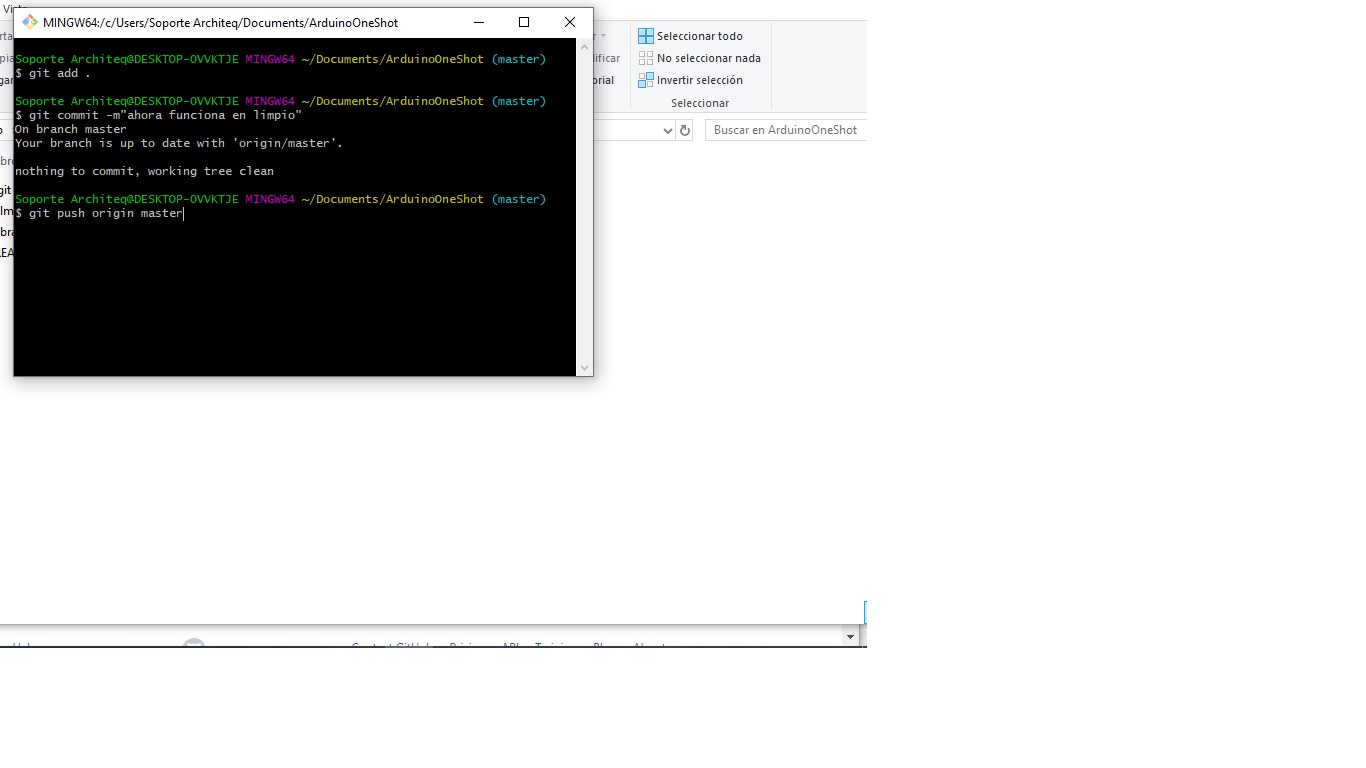 MINGW64:/c/Users/Soporte Architeq/Documents/ArduinoOneShot
Soporte Architeq@DESKTOP-OVVKTJE MINGW64 ~/Documents/ArduinoOneShot (master)
$ git add .
Soporte Architeq@DESKTOP-OVVKTJE MINGW64 ~/Documents/ArduinoOneShot (master)
$ git commit -m"ahora funciona en limpio"
On branch master
Your branch is up to date with 'origin/master'.
nothing to commit, working tree clean
Soporte Architeq@DESKTOP-OVVKTJE MINGW64 ~/Documents/ArduinoOneShot (master)
$ git push origin master
Seleccionar todo
No seleccionar nada
Invertir selección
Seleccionar
Buscar en ArduinoOneShot